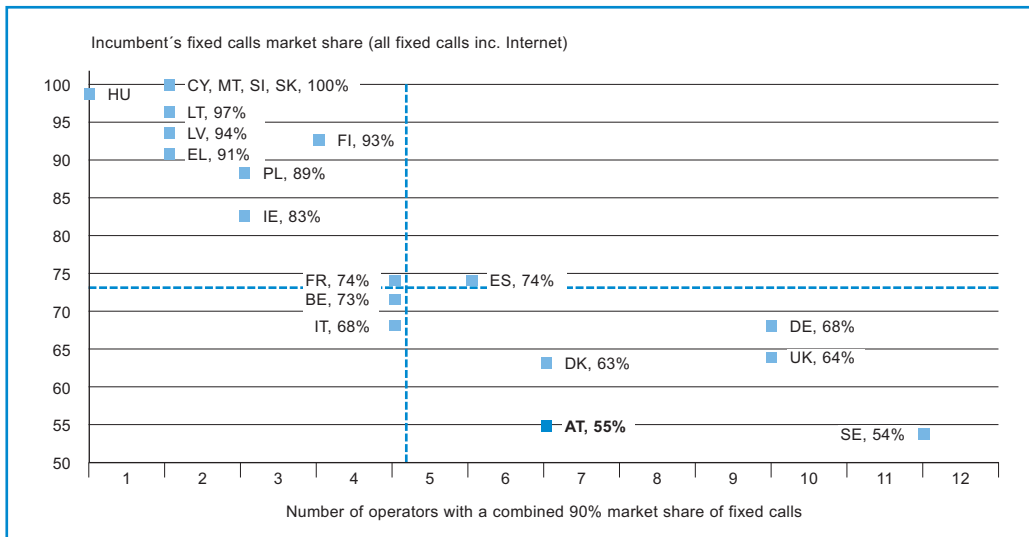 Incumbent´s fixed calls market share (all fixed calls inc. Internet)
100
CY, MT, SI, SK, 100%
HU
LT, 97%
95
LV, 94%
FI, 93%
EL, 91%
90
PL, 89%
85
IE, 83%
80
75
FR, 74%
ES, 74%
BE, 73%
70
IT, 68%
DE, 68%
65
DK, 63%
UK, 64%
60
55
AT, 55%
SE, 54%
50
1 2 3 4 5 6 7 8 9 10 11 12
Number of operators with a combined 90% market share of fixed calls